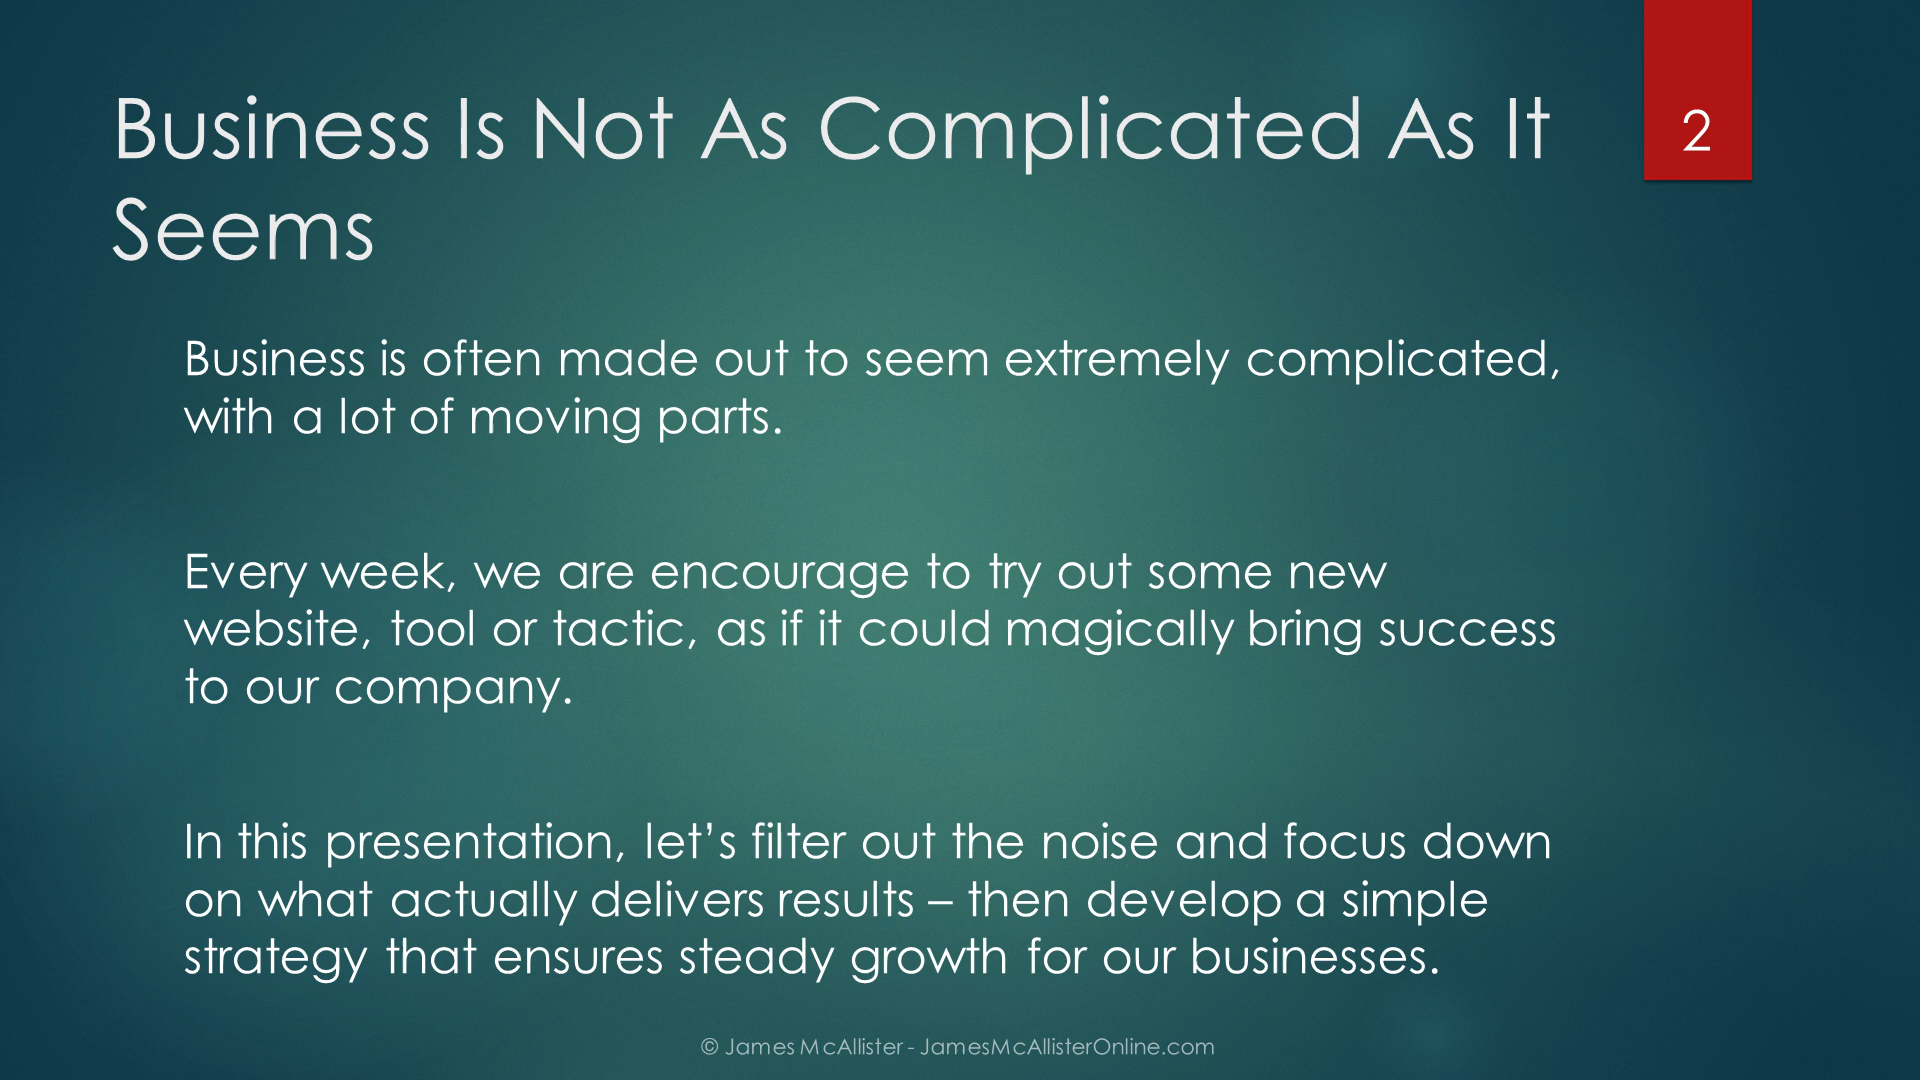 Business Is Not As Complicated As It
Seems
2
Business is often made out to seem extremely complicated,
with a lot of moving parts.
Every week, we are encourage to try out some new
website, tool or tactic, as if it could magically bring success
to our company.
In this presentation, let’s filter out the noise and focus down
on what actually delivers results – then develop a simple
strategy that ensures steady growth for our businesses.
© James McAllister - JamesMcAllisterOnline.com